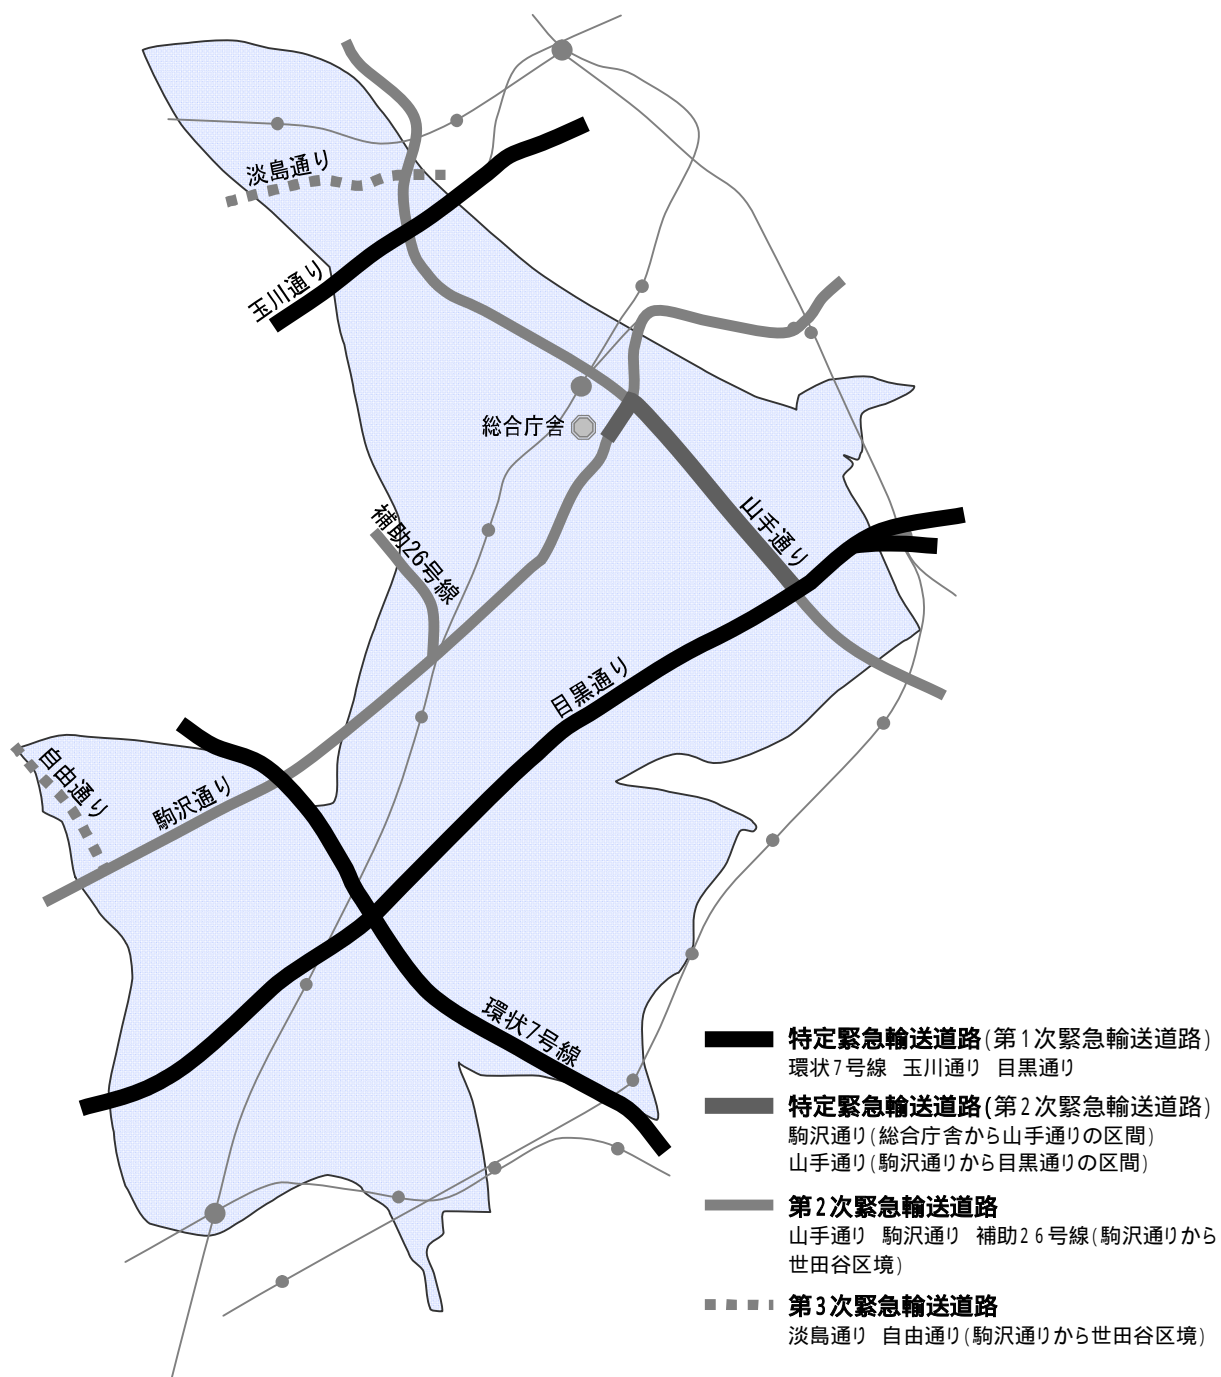 淡島通り
玉川通り
総合庁舎
補助26号線
山手通り
目黒通り
自由通り
駒沢通り
環状7号線
特定緊急輸送道路(第1次緊急輸送道路)
環状7号線 玉川通り 目黒通り
特定緊急輸送道路(第2次緊急輸送道路)
駒沢通り(総合庁舎から山手通りの区間)
山手通り(駒沢通りから目黒通りの区間)
第2次緊急輸送道路
山手通り 駒沢通り 補助26号線(駒沢通りから
世田谷区境)
第3次緊急輸送道路
淡島通り 自由通り(駒沢通りから世田谷区境)